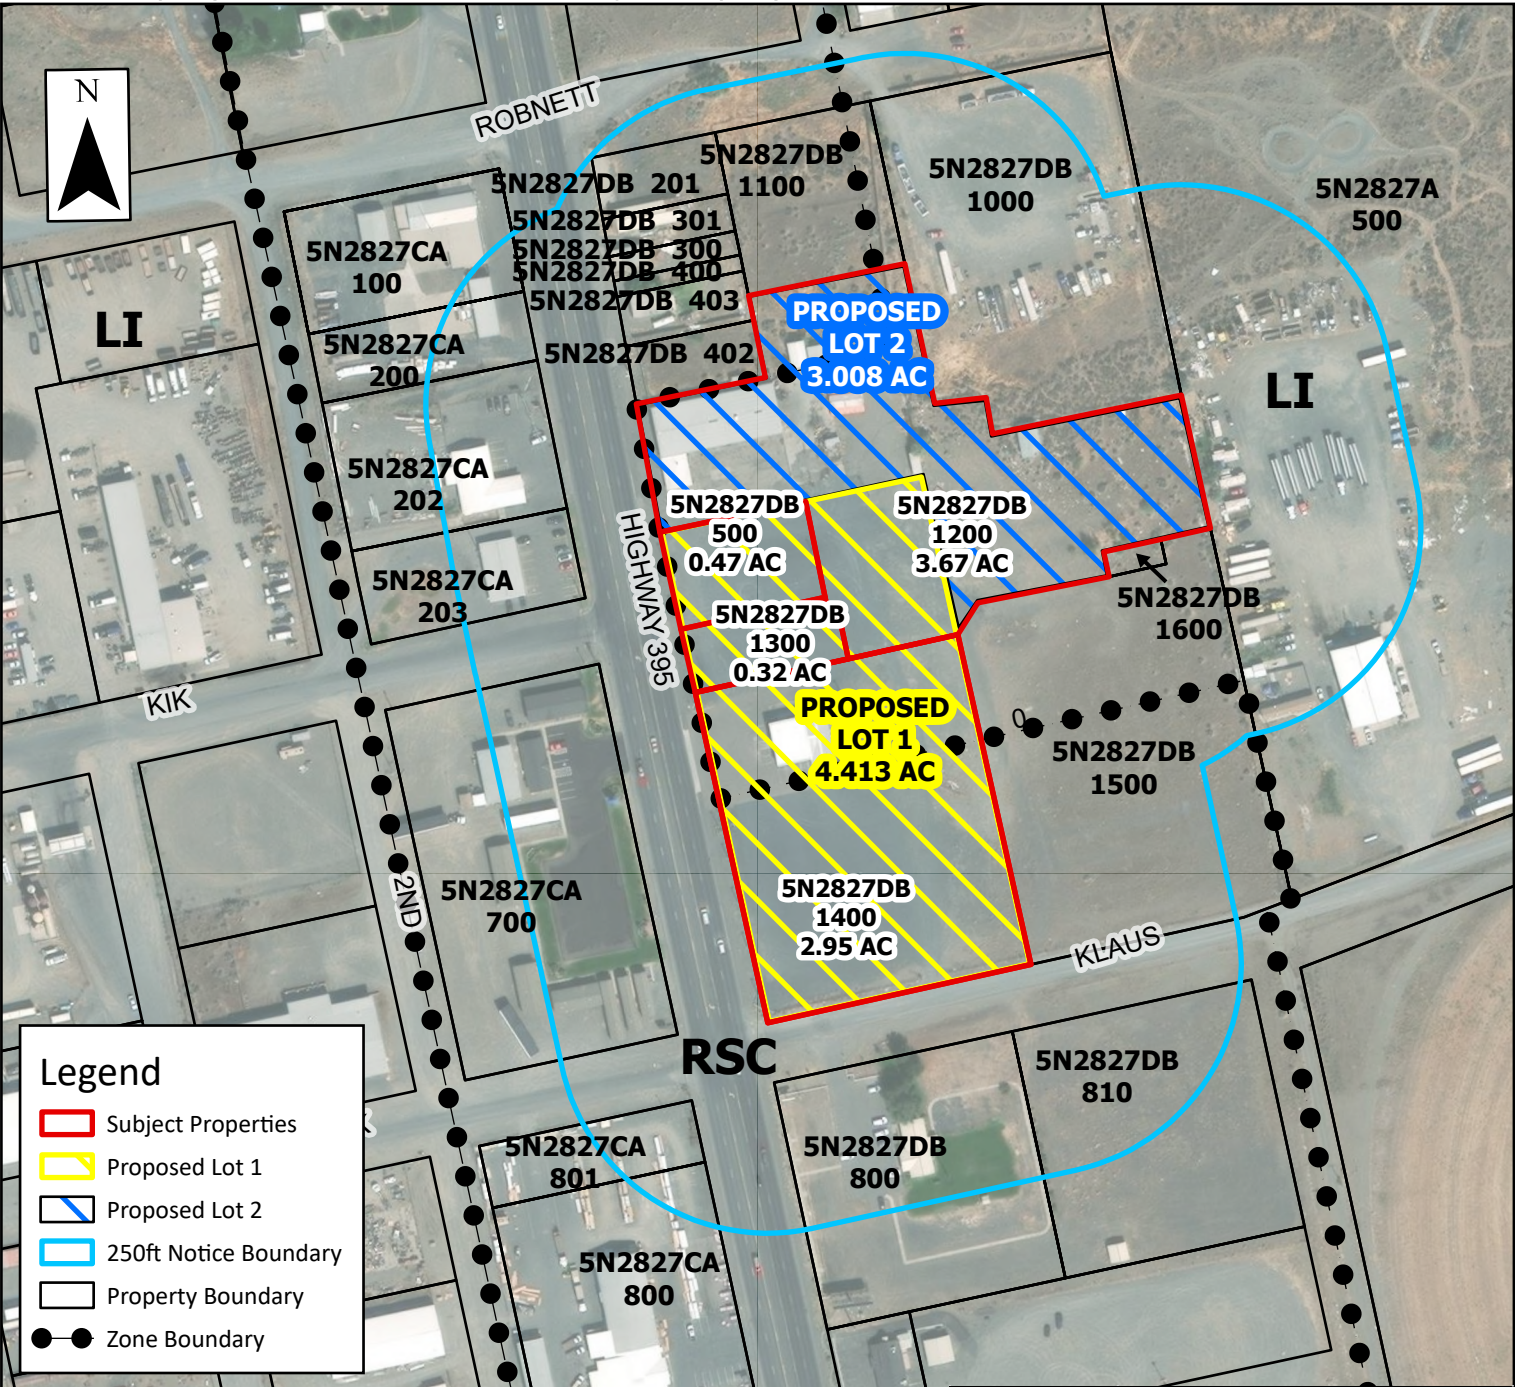 N
ROBNETT
5N2827DB
1100
5N2827DB
1000
5N2827A
500
5N2827DB 201
5N2827DB 301
5N2827DB 300
5N2827DB 400
5N2827DB 403
5N2827DB 402
5N2827CA
100
LI
5N2827CA
200
PROPOSED
LOT 2
3.008 AC
LI
5N2827CA
202
5N2827DB
500
0.47 AC
5N2827DB
1200
3.67 AC
HIGHWAY 395
5N2827CA
203
5N2827DB
1300
0.32 AC
5N2827DB
1600
KIK
PROPOSED
LOT 1
4.413 AC
0
5N2827DB
1500
2ND
5N2827CA
700
5N2827DB
1400
2.95 AC
KLAUS
RSC
5N2827DB
810
5N2827CA
801
5N2827DB
800
5N2827CA
800
Legend
Subject Properties
Proposed Lot 1
Proposed Lot 2
250ft Notice Boundary
Property Boundary
Zone Boundary